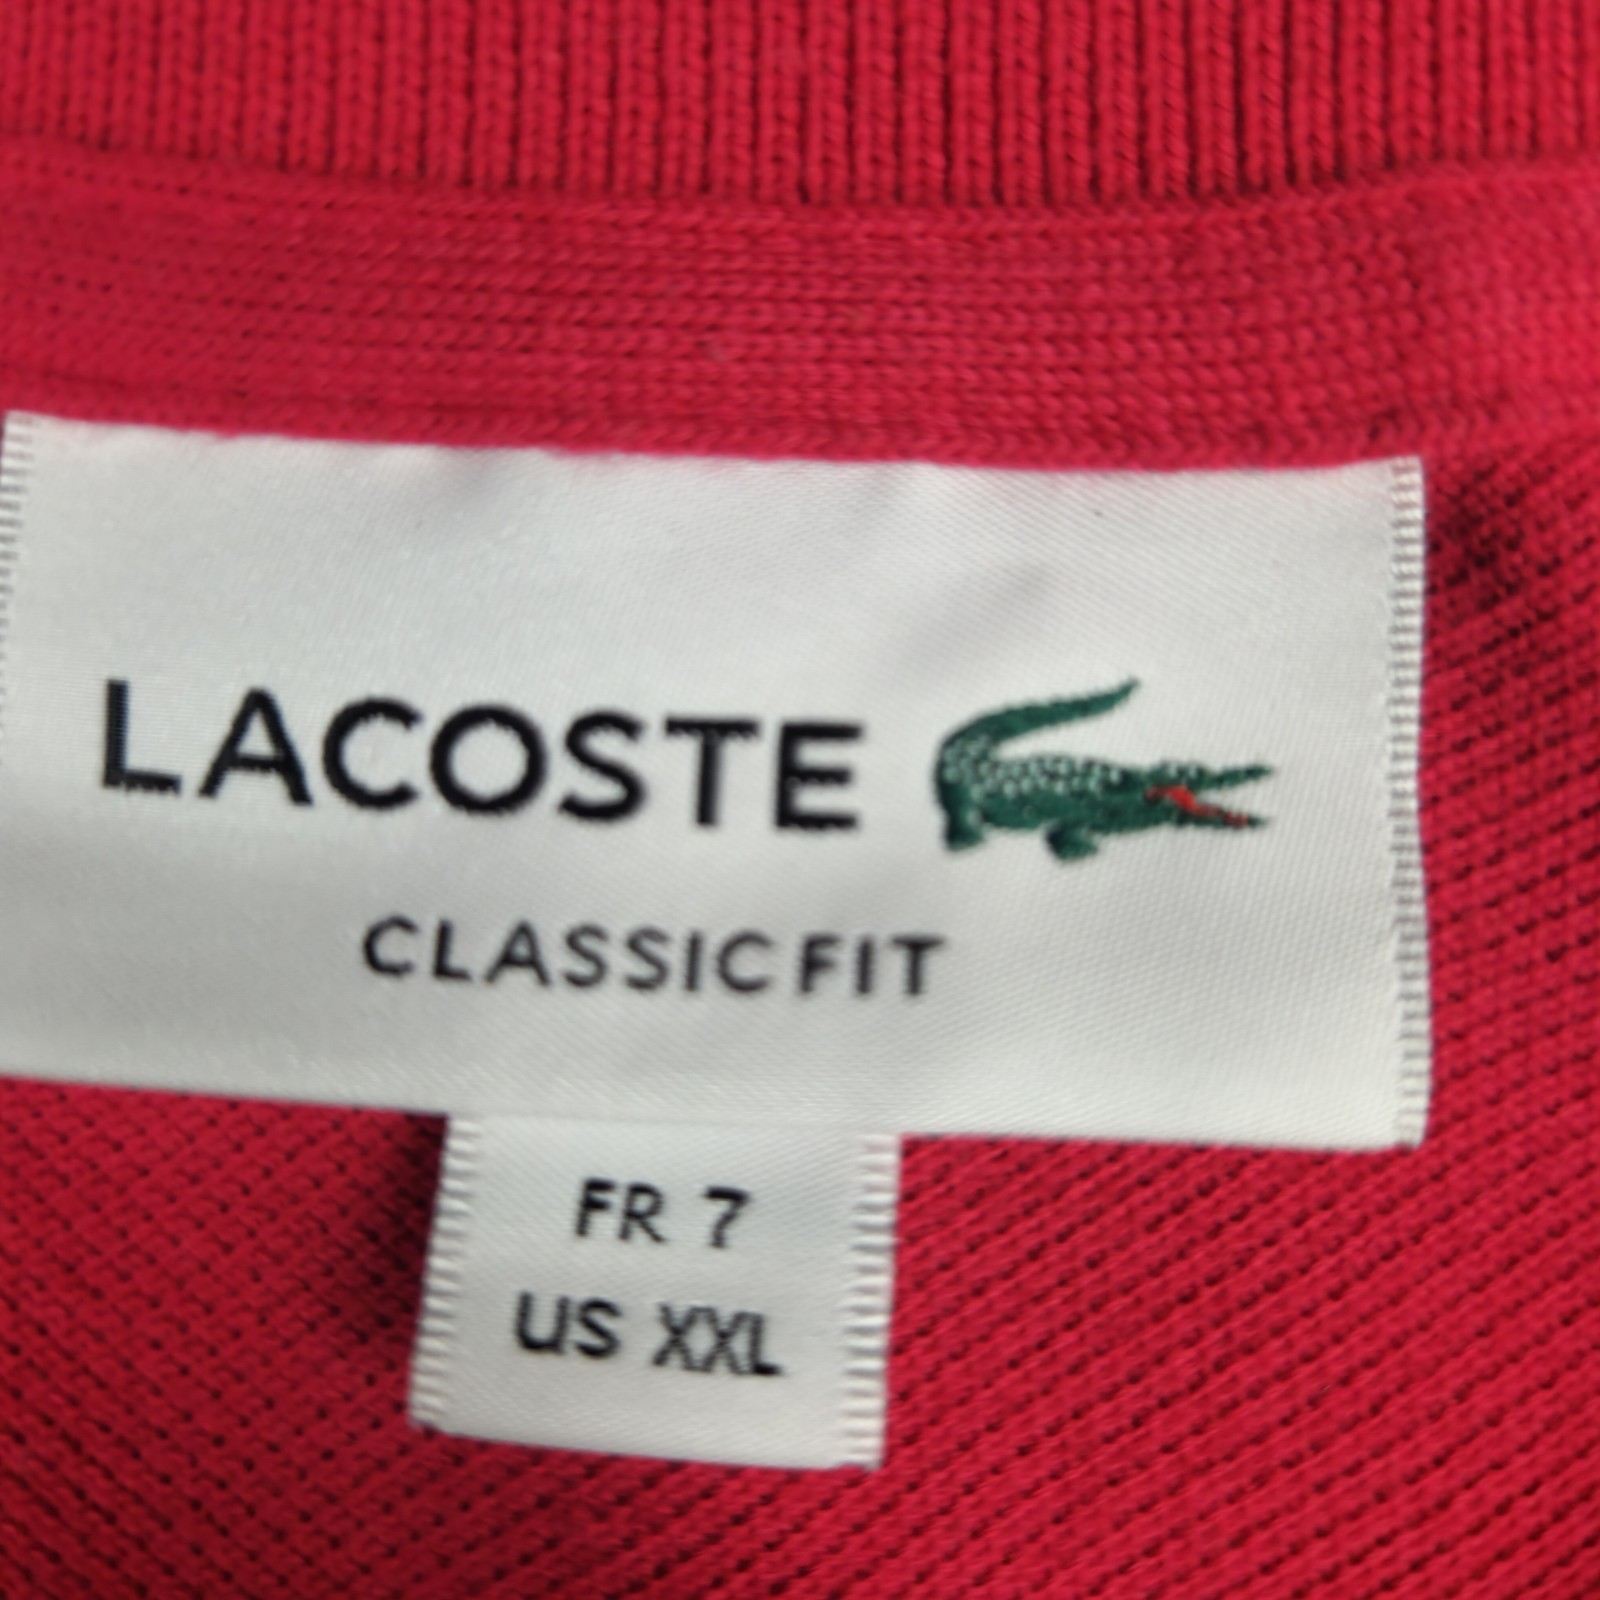 LACOSTE
CLASSIC FIT
FR 7
US XXL